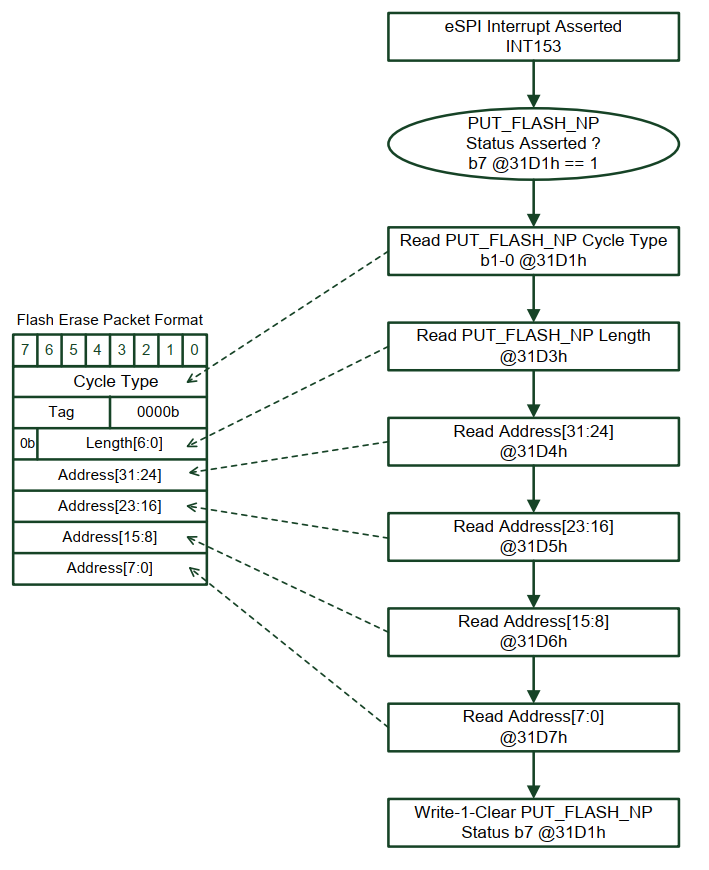 eSPI Interrupt Asserted
INT153
PUT_FLASH_NP
Status Asserted ?
b7 @31D1h == 1
Read PUT_FLASH_NP Cycle Type
b1-0 @31D1h
Read PUT_FLASH_NP Length
@31D3h
Read Address[31:24]
@31D4h
Read Address[23:16]
@31D5h
Read Address[15:8]
@31D6h
Read Address[7:0]
@31D7h
Write-1-Clear PUT_FLASH_NP
Status b7 @31D1h
Flash Erase Packet Format
7 6 5 4 3 2 1 0
Cycle Type
Tag 0000b
0b Length[6:0]
Address[31:24]
Address[23:16]
Address[15:8]
Address[7:0]